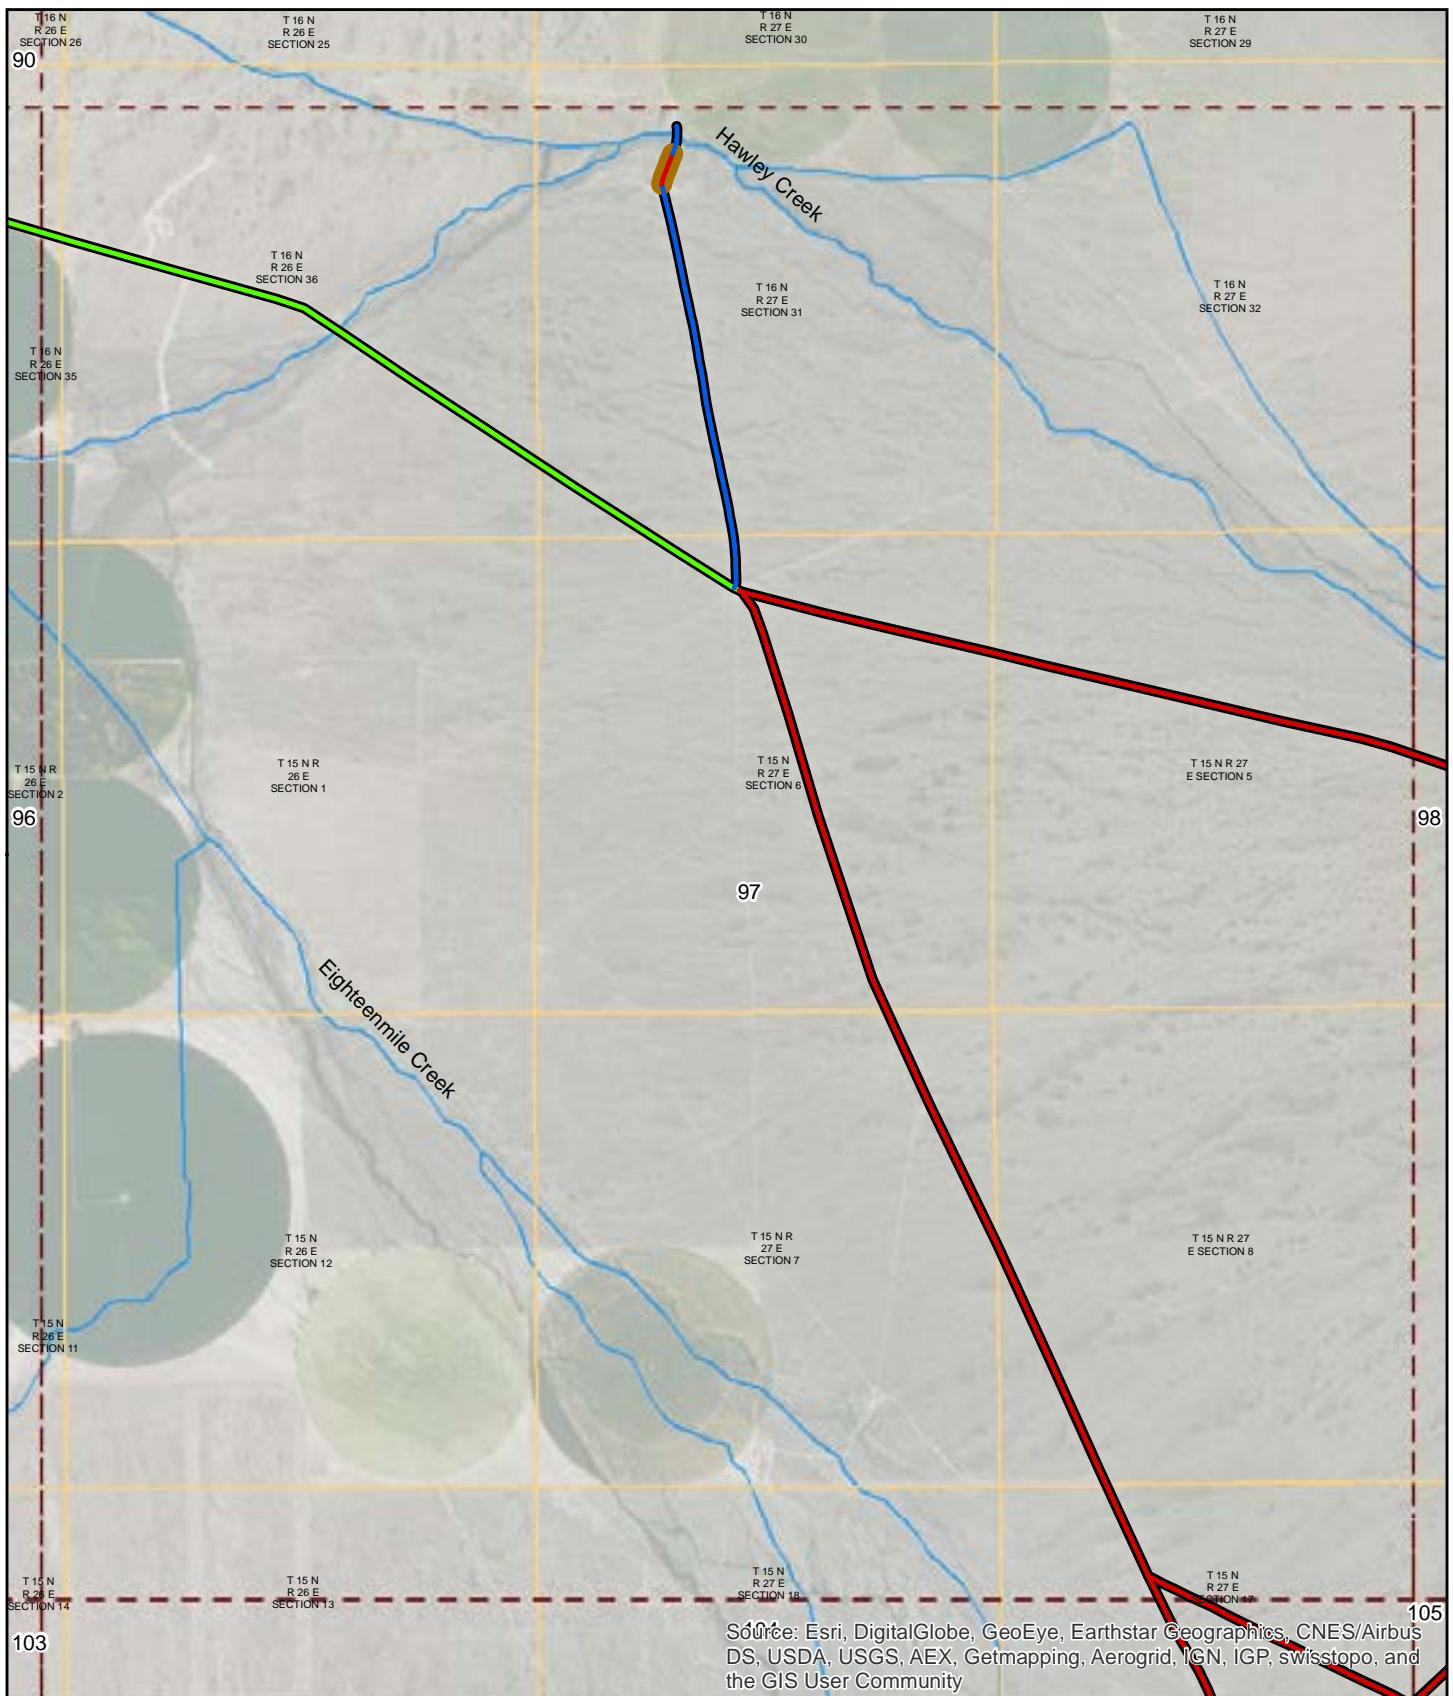 T 16 N
R 26 E
SECTION 26
T 16 N
R 26 E
SECTION 25
T 16 N
R 27 E
SECTION 30
T 16 N
R 27 E
SECTION 29
90
Hawley Creek
T 16 N
R 26 E
SECTION 36
T 16 N
R 27 E
SECTION 31
T 16 N
R 27 E
SECTION 32
T 16 N
R 26 E
SECTION 35
T 15 N R
26 E
SECTION 2
T 15 N R
26 E
SECTION 1
T 15 N
R 27 E
SECTION 6
T 15 N R 27
E SECTION 5
96
98
97
Eighteenmile Creek
T 15 N
R 26 E
SECTION 12
T 15 N R
27 E
SECTION 7
T 15 N R 27
E SECTION 8
T 15 N
R 26 E
SECTION 11
T 15 N
R 26 E
SECTION 14
T 15 N
R 26 E
SECTION 13
T 15 N
R 27 E
SECTION 18
T 15 N
R 27 E
SECTION 17
105
103
Source: Esri, DigitalGlobe, GeoEye, Earthstar Geographics, CNES/Airbus
DS, USDA, USGS, AEX, Getmapping, Aerogrid, IGN, IGP, swisstopo, and
the GIS User Community